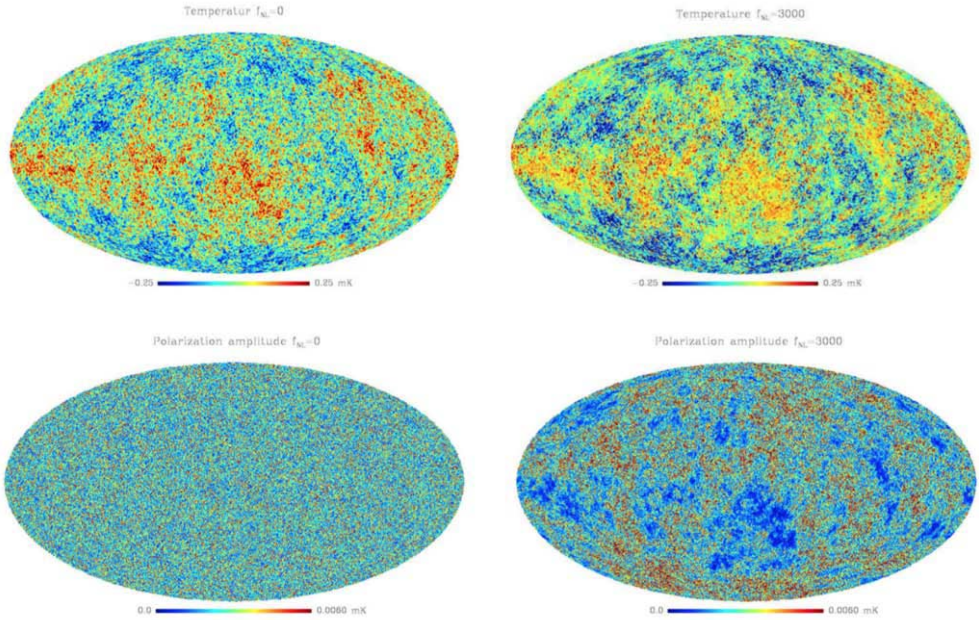 Temperatur f_NL=0
Temperature f_NL=3000
-0.25 0.25 mK
-0.25 0.25 mK
Polarization amplitude f_NL=0
Polarization amplitude f_NL=3000
0.0 0.0060 mK
0.0 0.0060 mK